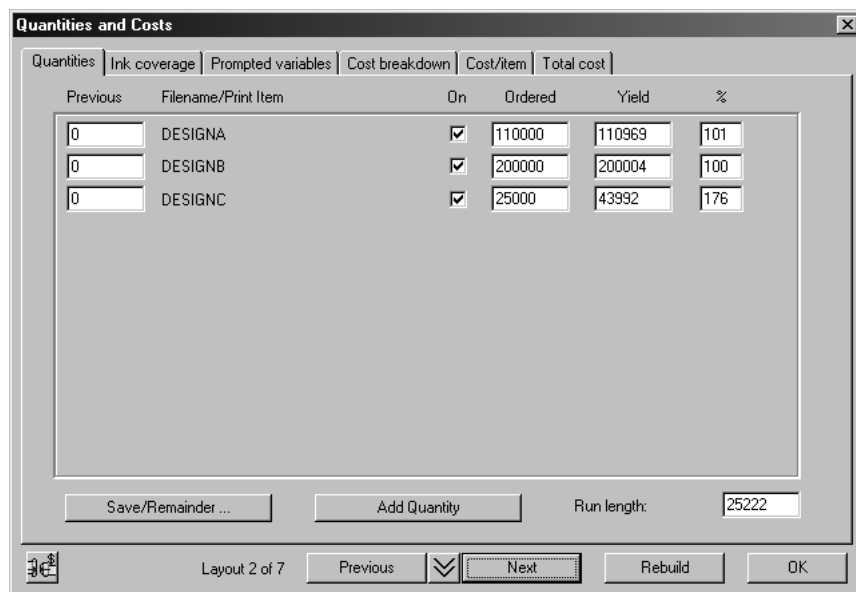 Quantities and Costs
Quantities Ink coverage Prompted variables Cost breakdown Cost/item Total cost
Previous Filename/Print Item On Ordered Yield %
0 DESIGNA 110000 110969 101
0 DESIGNB 200000 200004 100
0 DESIGNC 25000 43992 176
Save/Remainder ... Add Quantity Run length: 25222
Layout 2 of 7 Previous Next Rebuild OK